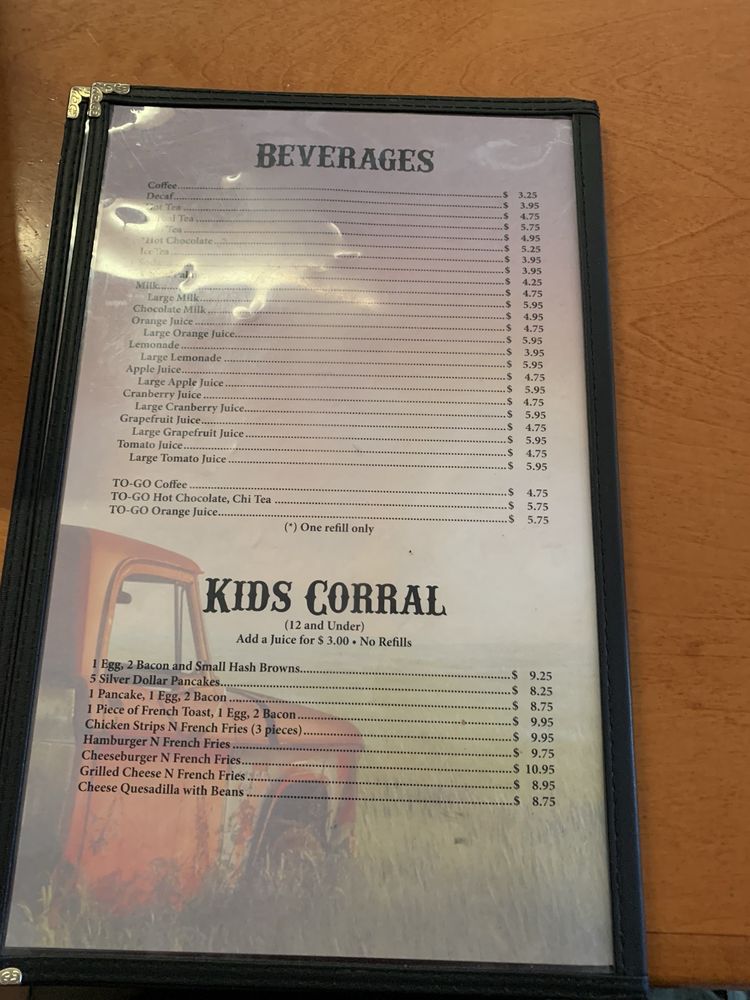 BEVERAGES
Coffee $ 3.25
Decaf $ 3.95
Hot Tea $ 4.75
Tea $ 5.75
Tea $ 4.95
*Hot Chocolate $ 5.25
Ice Tea $ 3.95
$ 3.95
$ 4.25
Milk $ 4.75
Large Milk $ 5.95
Chocolate Milk $ 4.95
Orange Juice $ 4.75
Large Orange Juice $ 5.95
Lemonade $ 3.95
Large Lemonade $ 5.95
Apple Juice $ 4.75
Large Apple Juice $ 5.95
Cranberry Juice $ 4.75
Large Cranberry Juice $ 5.95
Grapefruit Juice $ 4.75
Large Grapefruit Juice $ 5.95
Tomato Juice $ 4.75
Large Tomato Juice $ 5.95
TO-GO Coffee $ 4.75
TO-GO Hot Chocolate, Chi Tea $ 5.75
TO-GO Orange Juice $ 5.75
(*) One refill only
KIDS CORRAL
(12 and Under)
Add a Juice for $ 3.00 • No Refills
1 Egg, 2 Bacon and Small Hash Browns $ 9.25
5 Silver Dollar Pancakes $ 8.25
1 Pancake, 1 Egg, 2 Bacon $ 8.75
1 Piece of French Toast, 1 Egg, 2 Bacon $ 9.95
Chicken Strips N French Fries (3 pieces) $ 9.95
Hamburger N French Fries $ 9.75
Cheeseburger N French Fries $ 10.95
Grilled Cheese N French Fries $ 8.95
Cheese Quesadilla with Beans $ 8.75